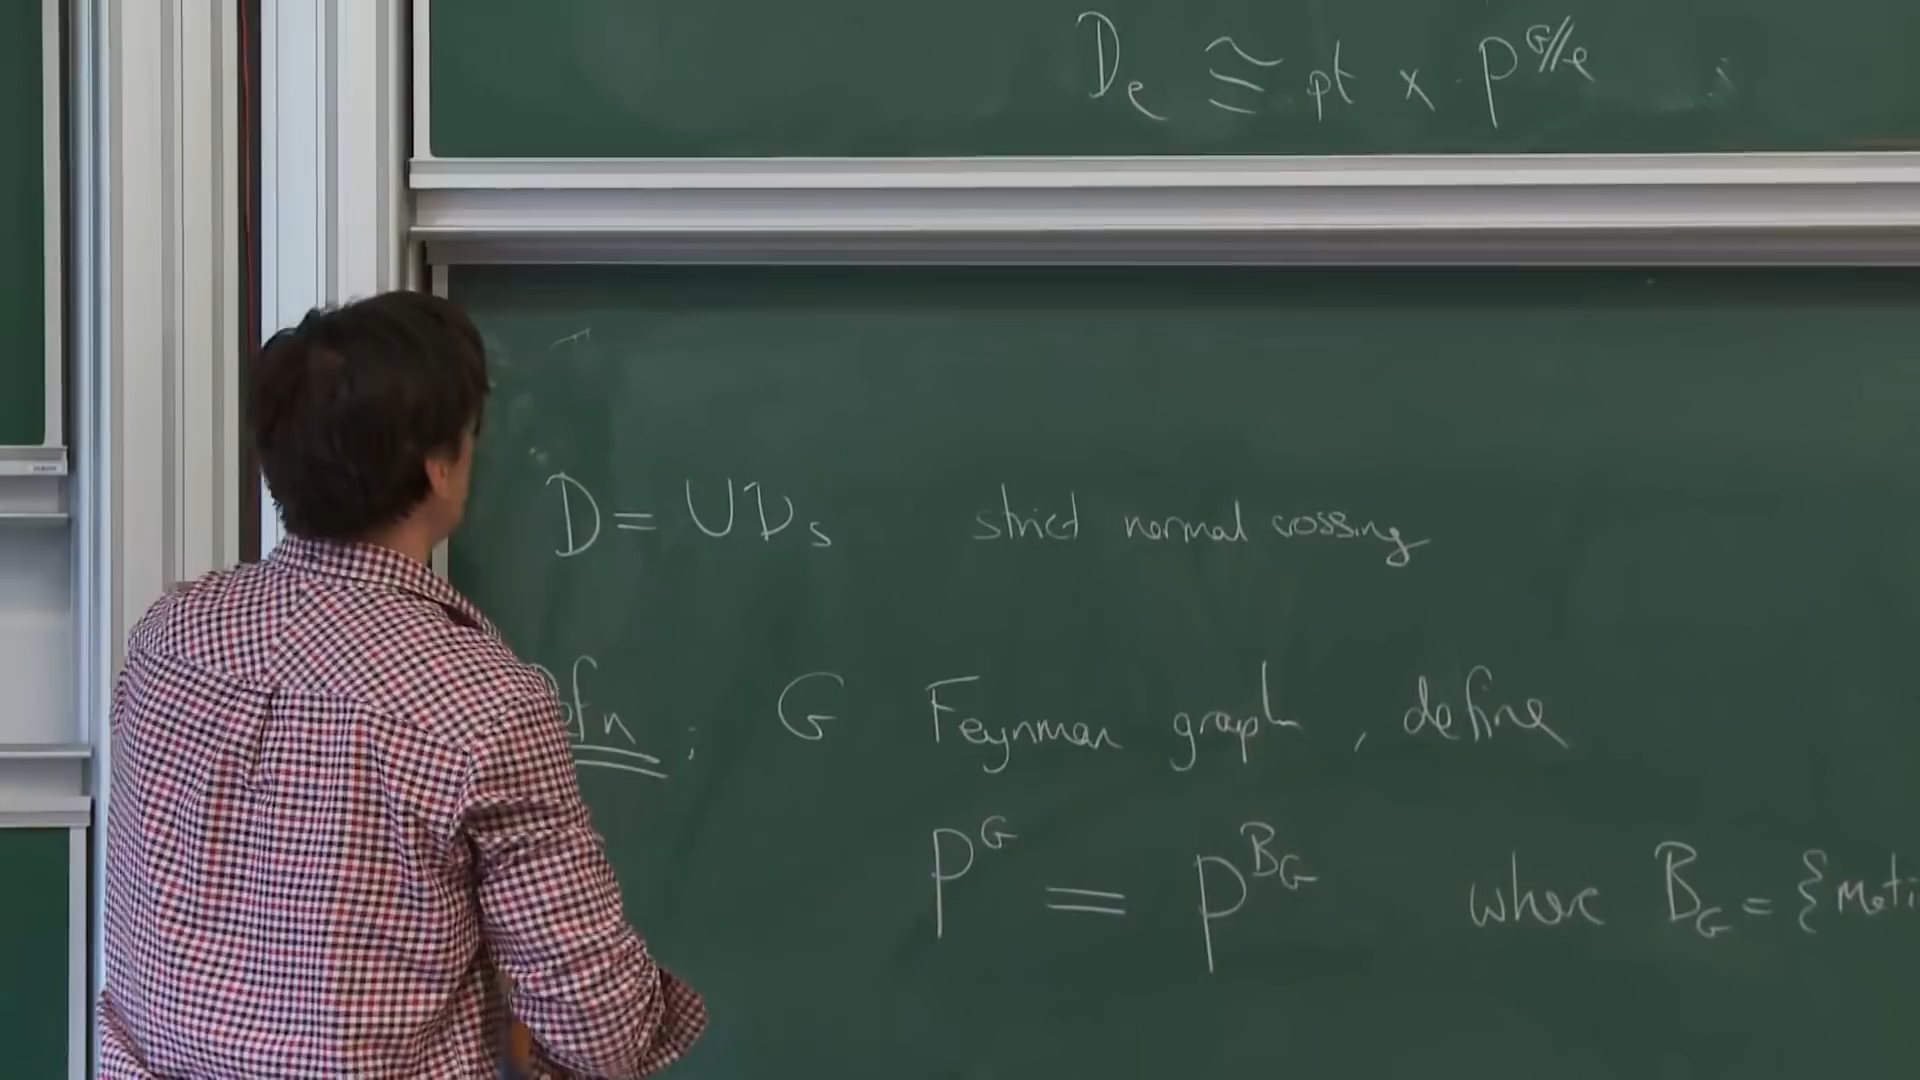 D_e ≅ pt × P^{G//e}
D = ∪ D_s strict normal crossing
Dfn: G Feynman graph, define
P^G = P^{B_G} where B_G = {moti